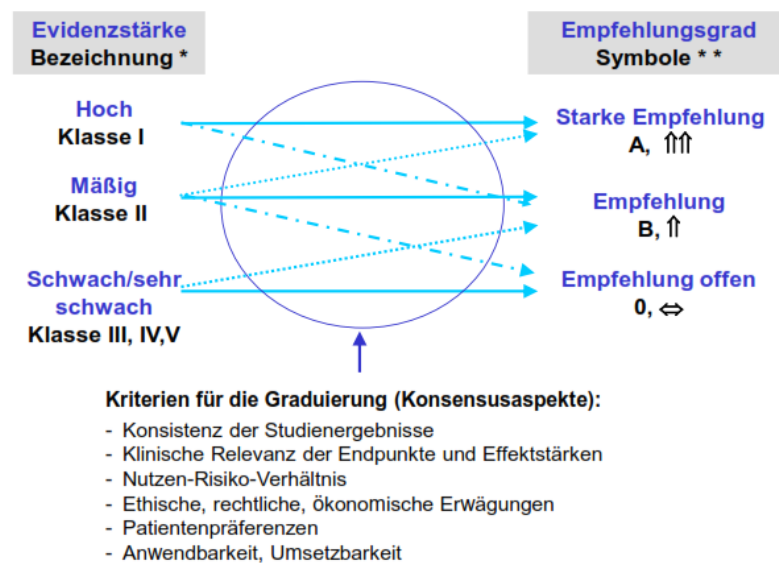 Evidenzstärke
Bezeichnung *
Empfehlungsgrad
Symbole * *
Hoch
Klasse I
Starke Empfehlung
A, ⇑⇑
Mäßig
Klasse II
Empfehlung
B, ⇑
Schwach/sehr
schwach
Klasse III, IV,V
Empfehlung offen
0, ⇔
Kriterien für die Graduierung (Konsensusaspekte):
- Konsistenz der Studienergebnisse
- Klinische Relevanz der Endpunkte und Effektstärken
- Nutzen-Risiko-Verhältnis
- Ethische, rechtliche, ökonomische Erwägungen
- Patientenpräferenzen
- Anwendbarkeit, Umsetzbarkeit